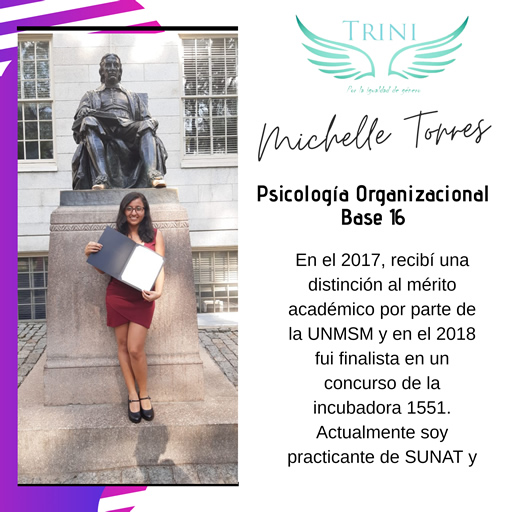 TRINI
Por la igualdad de género
Michelle Torres
Psicología Organizacional
Base 16
En el 2017, recibí una
distinción al mérito
académico por parte de
la UNMSM y en el 2018
fui finalista en un
concurso de la
incubadora 1551.
Actualmente soy
practicante de SUNAT y